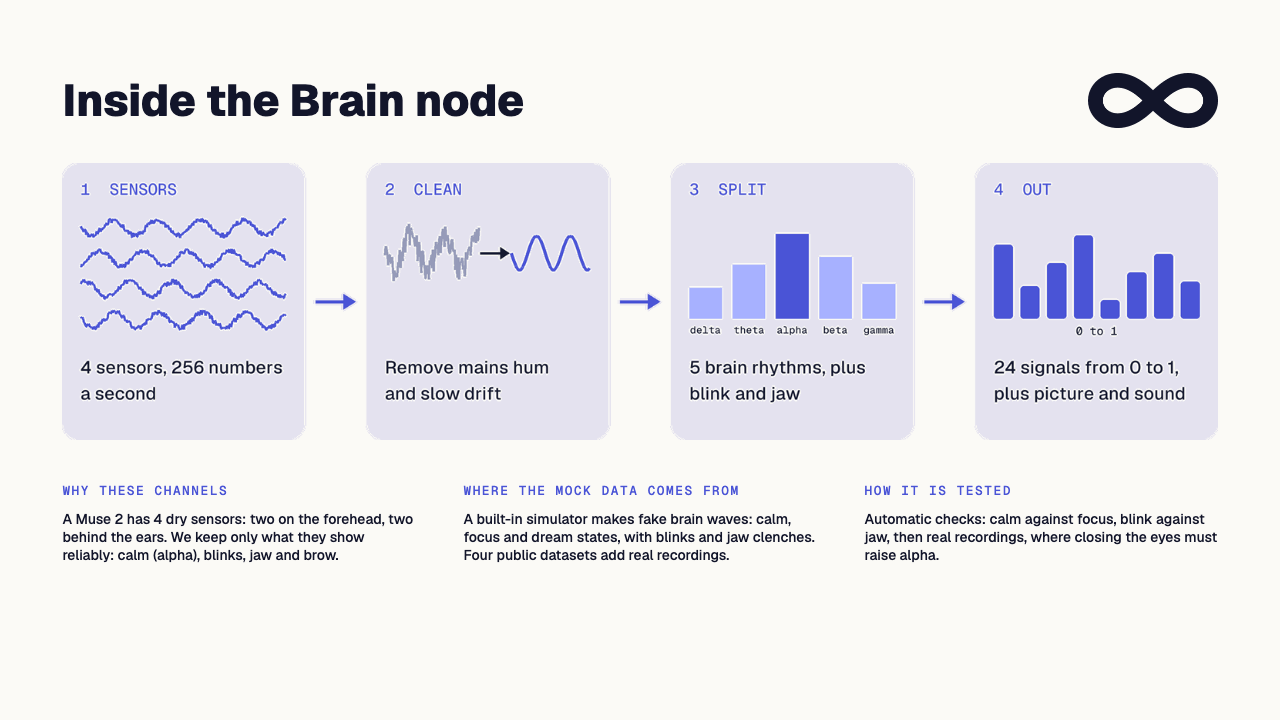 Inside the Brain node
1 SENSORS
4 sensors, 256 numbers
a second
2 CLEAN
Remove mains hum
and slow drift
3 SPLIT
delta theta alpha beta gamma
5 brain rhythms, plus
blink and jaw
4 OUT
0 to 1
24 signals from 0 to 1,
plus picture and sound
WHY THESE CHANNELS
A Muse 2 has 4 dry sensors: two on the forehead, two
behind the ears. We keep only what they show
reliably: calm (alpha), blinks, jaw and brow.
WHERE THE MOCK DATA COMES FROM
A built-in simulator makes fake brain waves: calm,
focus and dream states, with blinks and jaw clenches.
Four public datasets add real recordings.
HOW IT IS TESTED
Automatic checks: calm against focus, blink against
jaw, then real recordings, where closing the eyes must
raise alpha.